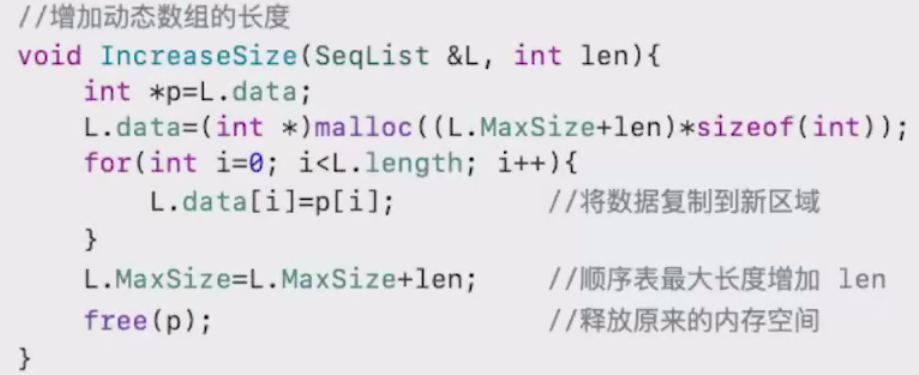 //增加动态数组的长度
void IncreaseSize(SeqList &L, int len){
    int *p=L.data;
    L.data=(int *)malloc((L.MaxSize+len)*sizeof(int));
    for(int i=0; i<L.length; i++){
        L.data[i]=p[i];          //将数据复制到新区域
    }
    L.MaxSize=L.MaxSize+len;     //顺序表最大长度增加 len
    free(p);                     //释放原来的内存空间
}